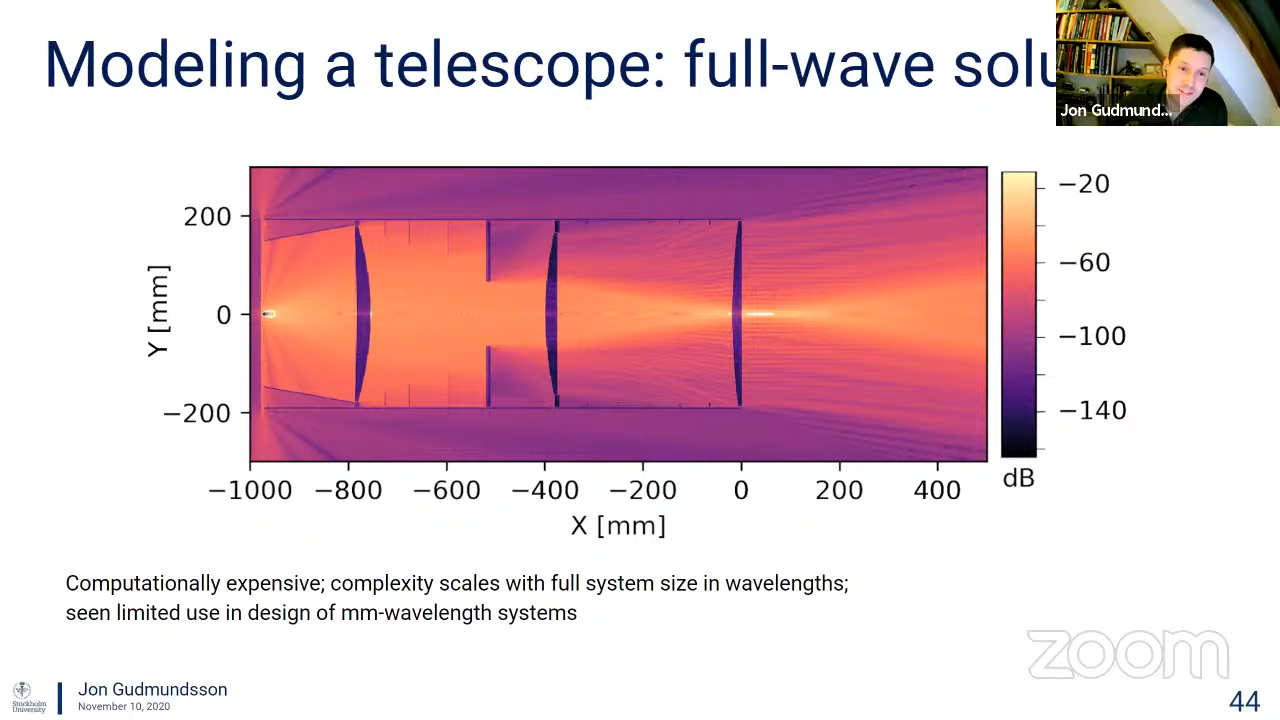 Modeling a telescope: full-wave solu
Jon Gudmund...
200
0
−200
Y [mm]
−1000 −800 −600 −400 −200 0 200 400
X [mm]
−20
−60
−100
−140
dB
Computationally expensive; complexity scales with full system size in wavelengths;
seen limited use in design of mm-wavelength systems
zoom
Stockholm
University
Jon Gudmundsson
November 10, 2020
44